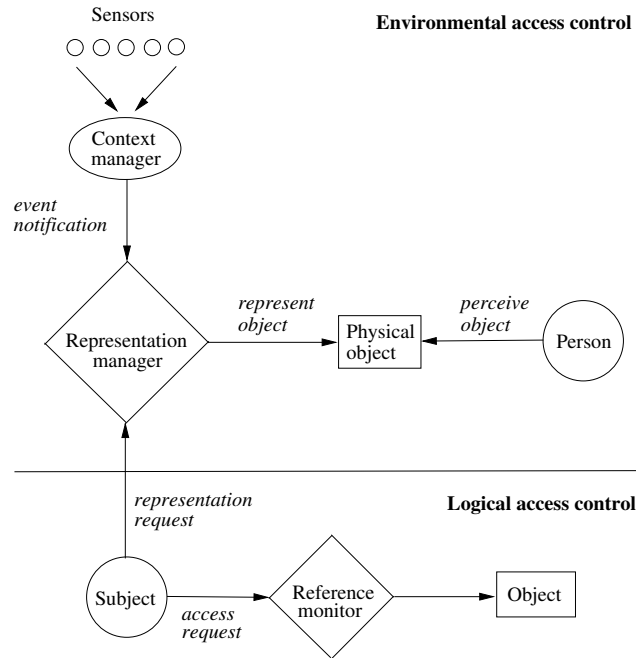 Sensors
Environmental access control
Context
manager
event
notification
Representation
manager
represent
object
Physical
object
perceive
object
Person
representation
request
Logical access control
Subject
access
request
Reference
monitor
Object